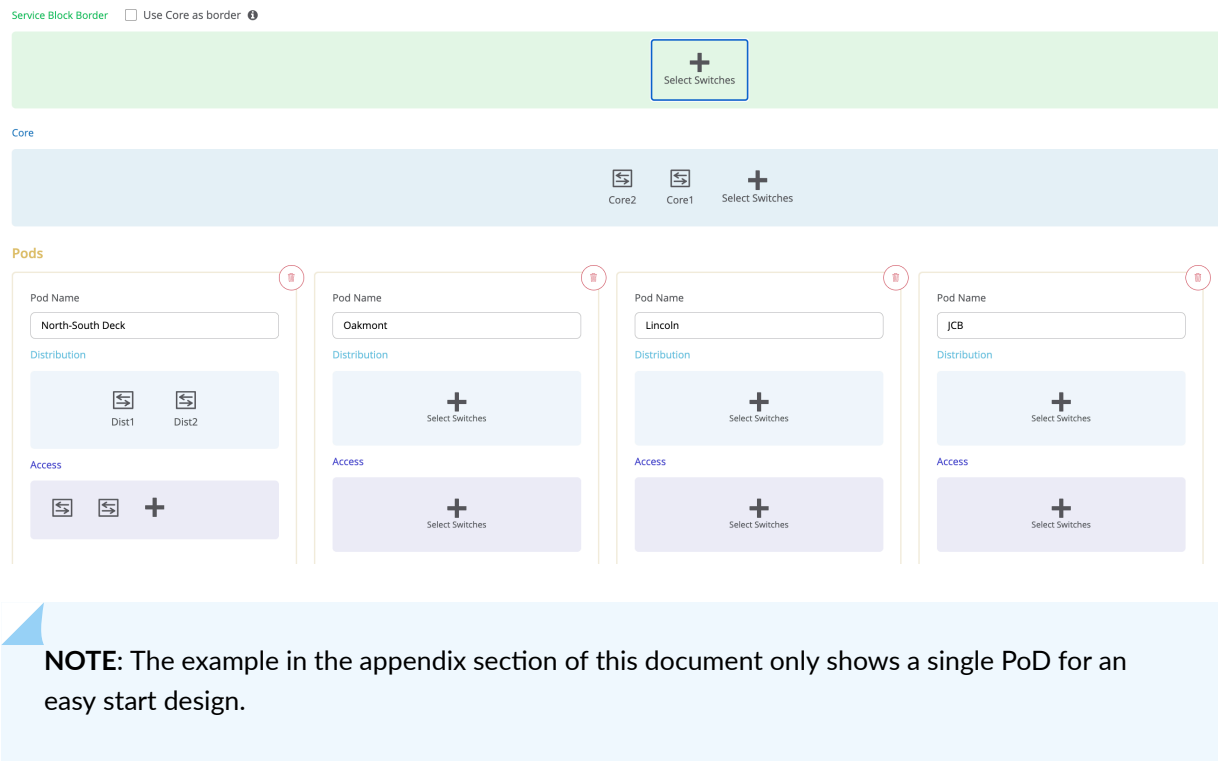 Service Block Border Use Core as border
Select Switches
Core
Core2 Core1 Select Switches
Pods
Pod Name Pod Name Pod Name Pod Name
North-South Deck Oakmont Lincoln JCB
Distribution Distribution Distribution Distribution
Dist1 Dist2 Select Switches Select Switches Select Switches
Access Access Access Access
Select Switches Select Switches Select Switches
NOTE: The example in the appendix section of this document only shows a single PoD for an
easy start design.